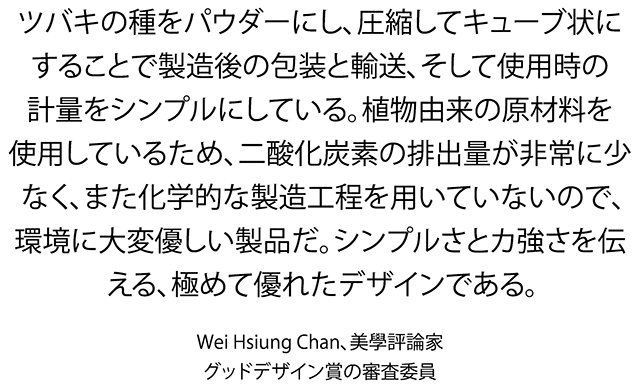 ツバキの種をパウダーにし、圧縮してキューブ状に
することで製造後の包装と輸送、そして使用時の
計量をシンプルにしている。植物由来の原材料を
使用しているため、二酸化炭素の排出量が非常に少
なく、また化学的な製造工程を用いていないので、
環境に大変優しい製品だ。シンプルさと力強さを伝
える、極めて優れたデザインである。
Wei Hsiung Chan、美學評論家
グッドデザイン賞の審査委員